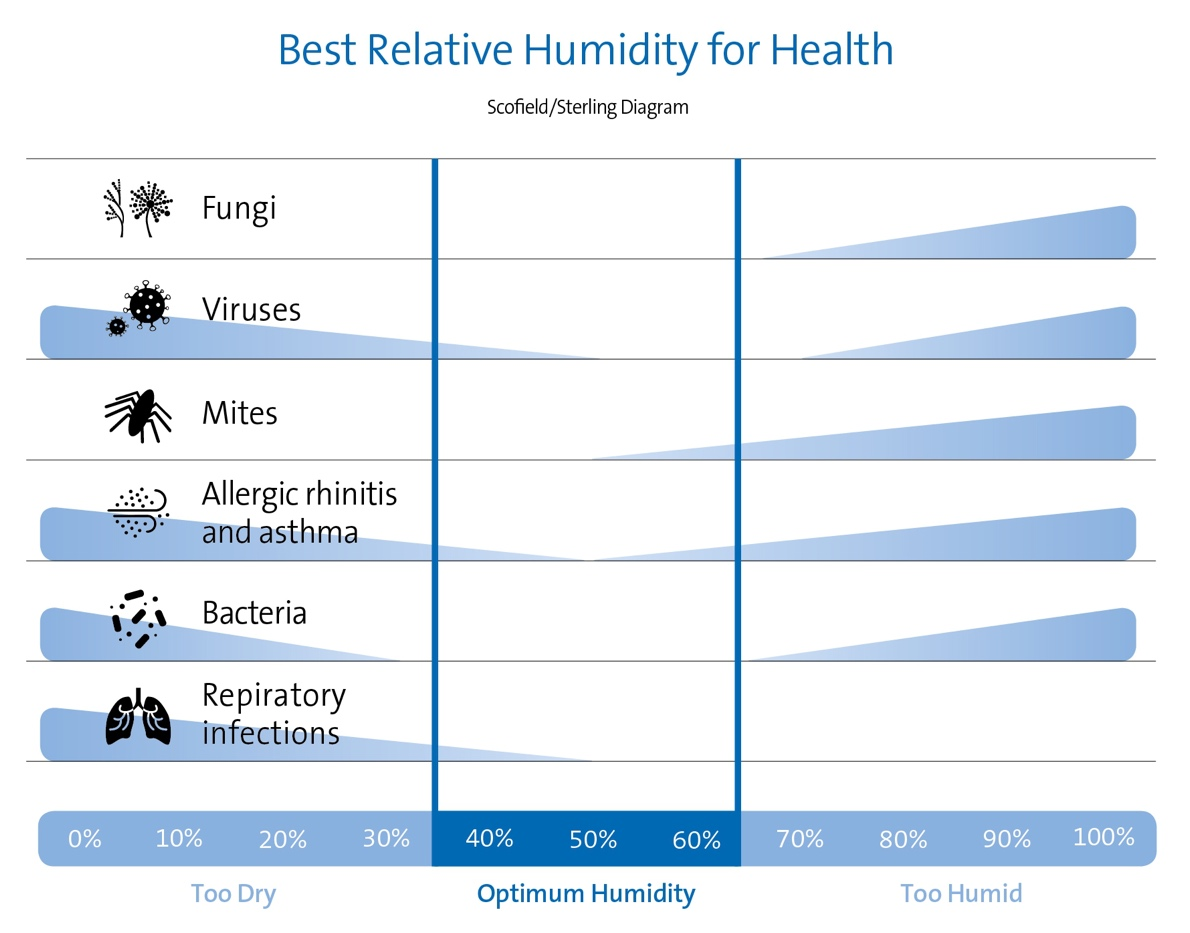 Best Relative Humidity for Health
Scofield/Sterling Diagram
Fungi
Viruses
Mites
Allergic rhinitis
and asthma
Bacteria
Repiratory
infections
0% 10% 20% 30% 40% 50% 60% 70% 80% 90% 100%
Too Dry Optimum Humidity Too Humid